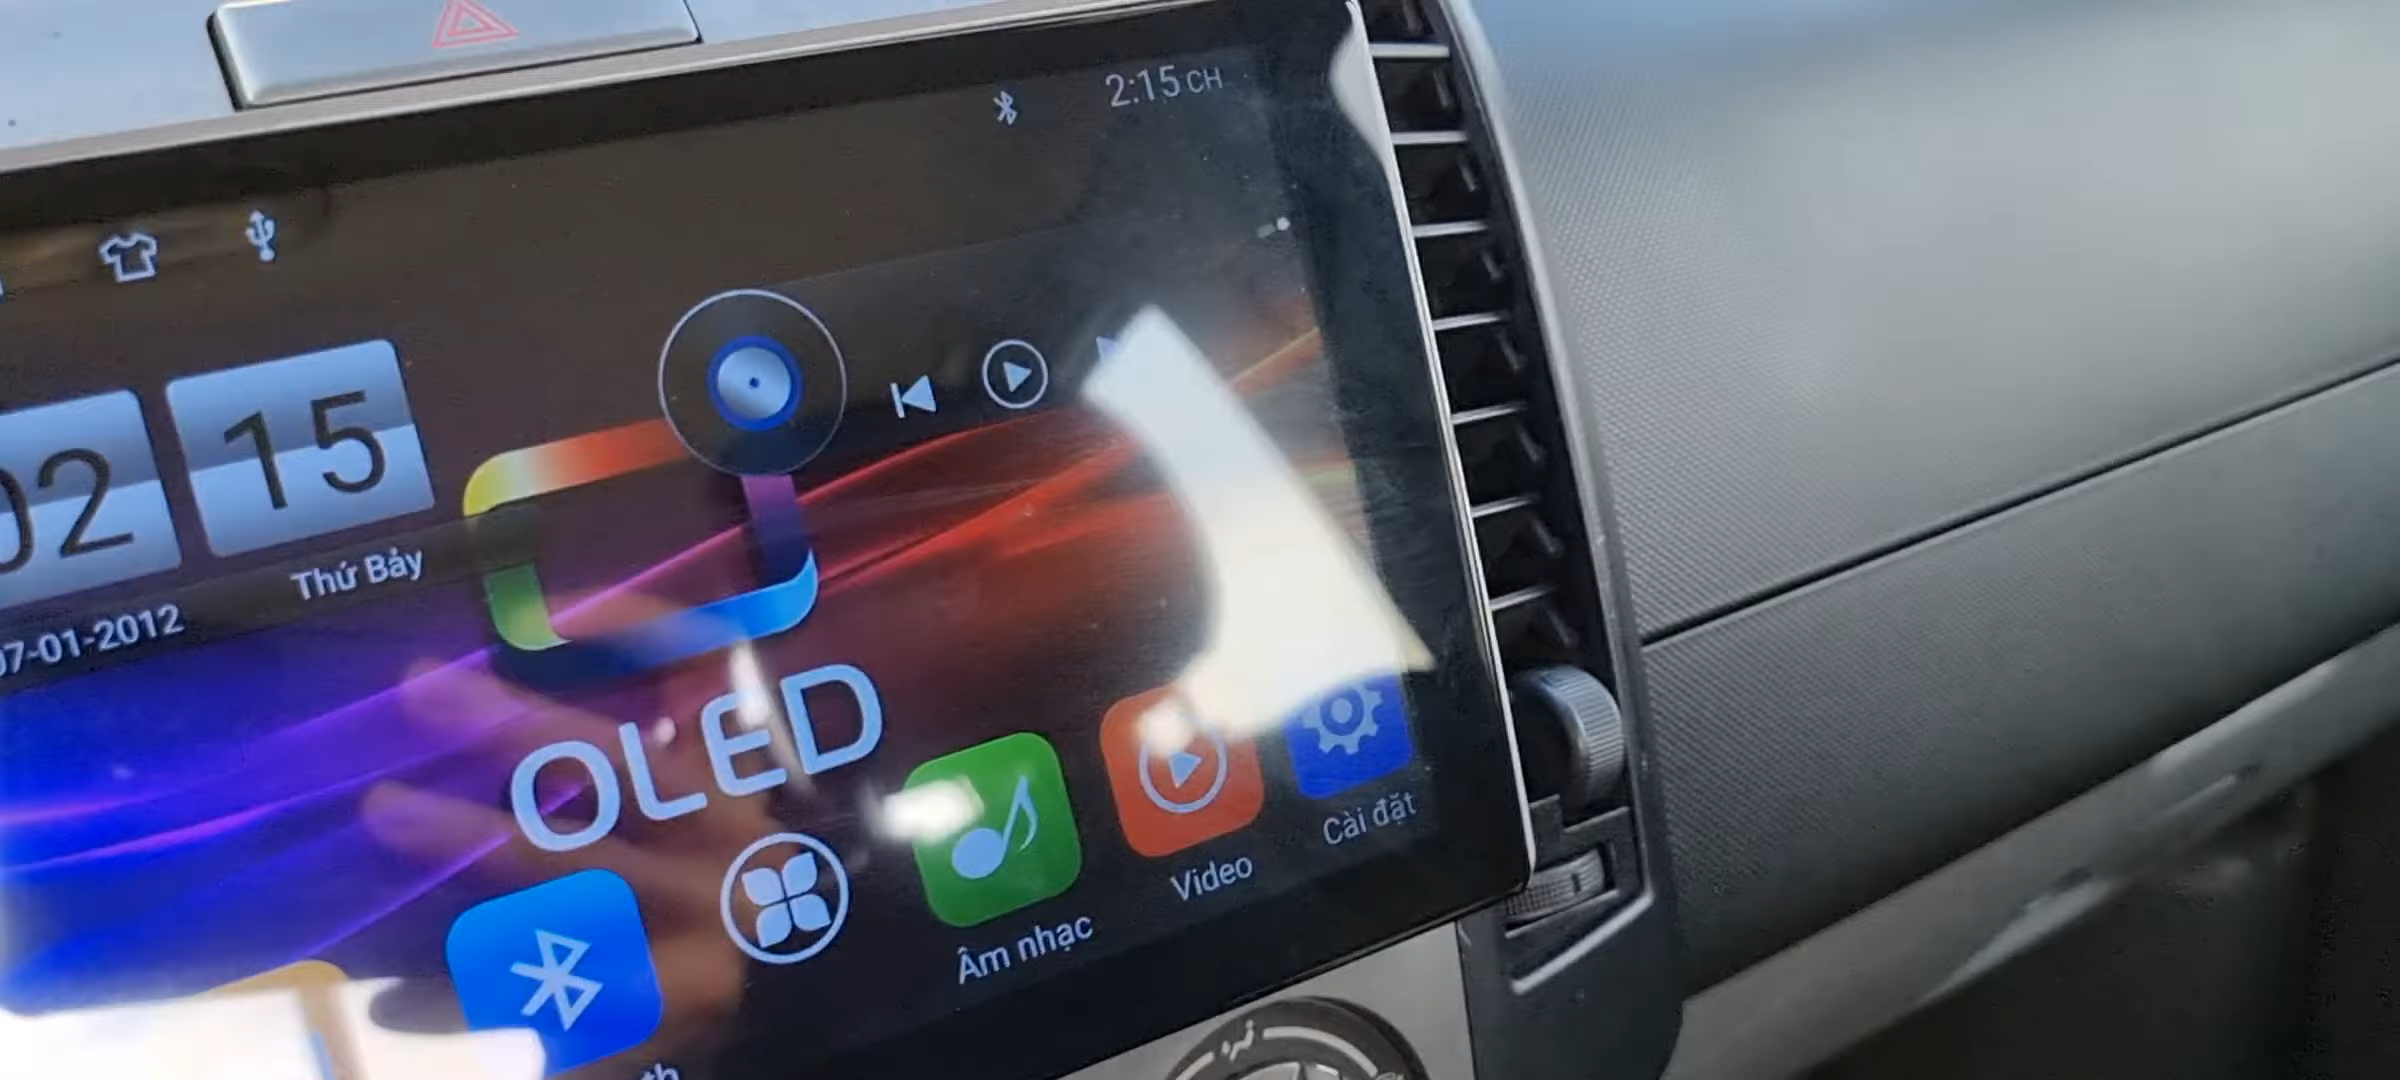 2:15 CH
02 15
Thứ Bảy
07-01-2012
OLED
Âm nhạc
Video
Cài đặt